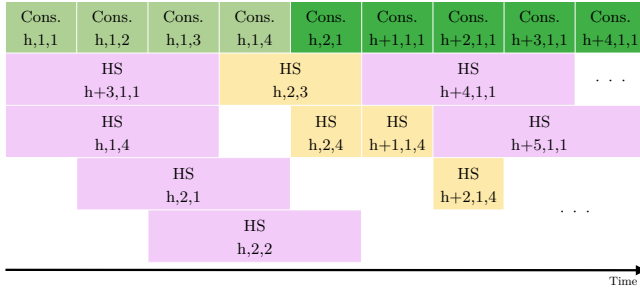 Cons. Cons. Cons. Cons. Cons. Cons. Cons. Cons. Cons.
h,1,1 h,1,2 h,1,3 h,1,4 h,2,1 h+1,1,1 h+2,1,1 h+3,1,1 h+4,1,1
HS HS HS
h+3,1,1 h,2,3 h+4,1,1 . . .
HS HS HS HS
h,1,4 h,2,4 h+1,1,4 h+5,1,1
HS HS
h,2,1 h+2,1,4 . . .
HS
h,2,2
Time